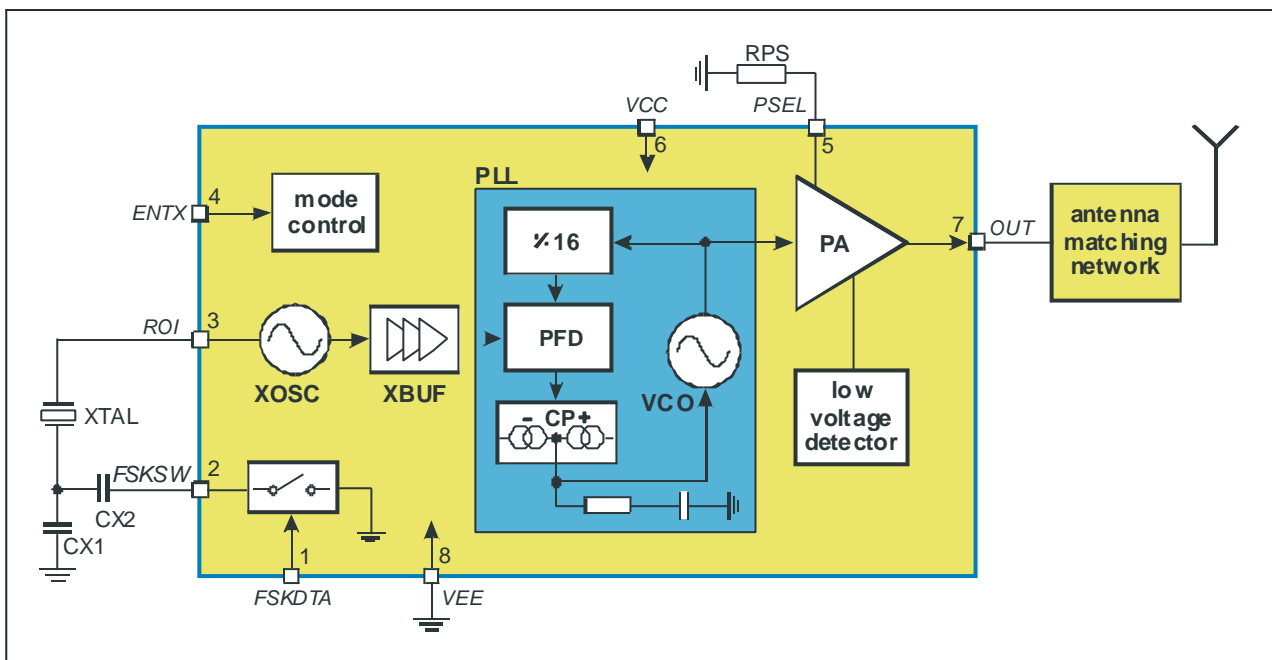 RPS
VCC
PSEL
6
5
PLL
4
ENTX
mode
control
÷16
PA
7
OUT
antenna
matching
network
3
ROI
XOSC
XBUF
PFD
VCO
low
voltage
detector
- CP +
XTAL
FSKSW
2
CX2
CX1
1
FSKDTA
8
VEE